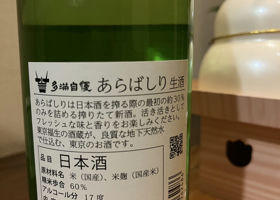 多満自慢 あらばしり 生酒
あらばしりは日本酒を搾る際の最初の約30%
のみを詰める搾りたて新酒。活き活きとして
フレッシュな味と香りをお楽しみください。
東京福生の酒蔵が、良質な地下天然水
で仕込む、東京のお酒です。
品目
日本酒
原材料名 米(国産)、米麹(国産米)
精米歩合 60%
アルコール分 17度